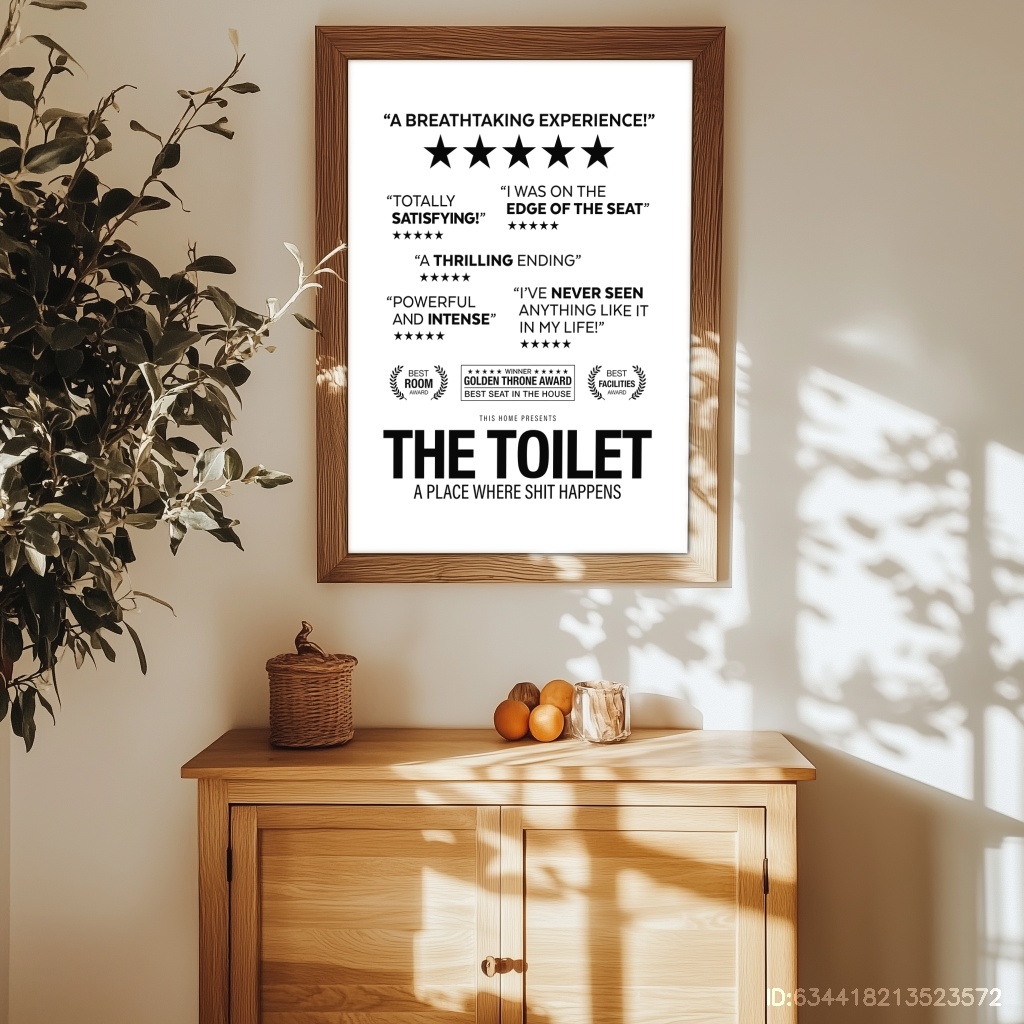 “A BREATHTAKING EXPERIENCE!”
★★★★★
“TOTALLY
SATISFYING!”
★★★★★
“I WAS ON THE
EDGE OF THE SEAT”
★★★★★
“A THRILLING ENDING”
★★★★★
“POWERFUL
AND INTENSE”
★★★★★
“I’VE NEVER SEEN
ANYTHING LIKE IT
IN MY LIFE!”
★★★★★
BEST
ROOM
AWARD
★★★★★ WINNER ★★★★★
GOLDEN THRONE AWARD
BEST SEAT IN THE HOUSE
BEST
FACILITIES
AWARD
THIS HOME PRESENTS
THE TOILET
A PLACE WHERE SHIT HAPPENS
ID:634418213523572